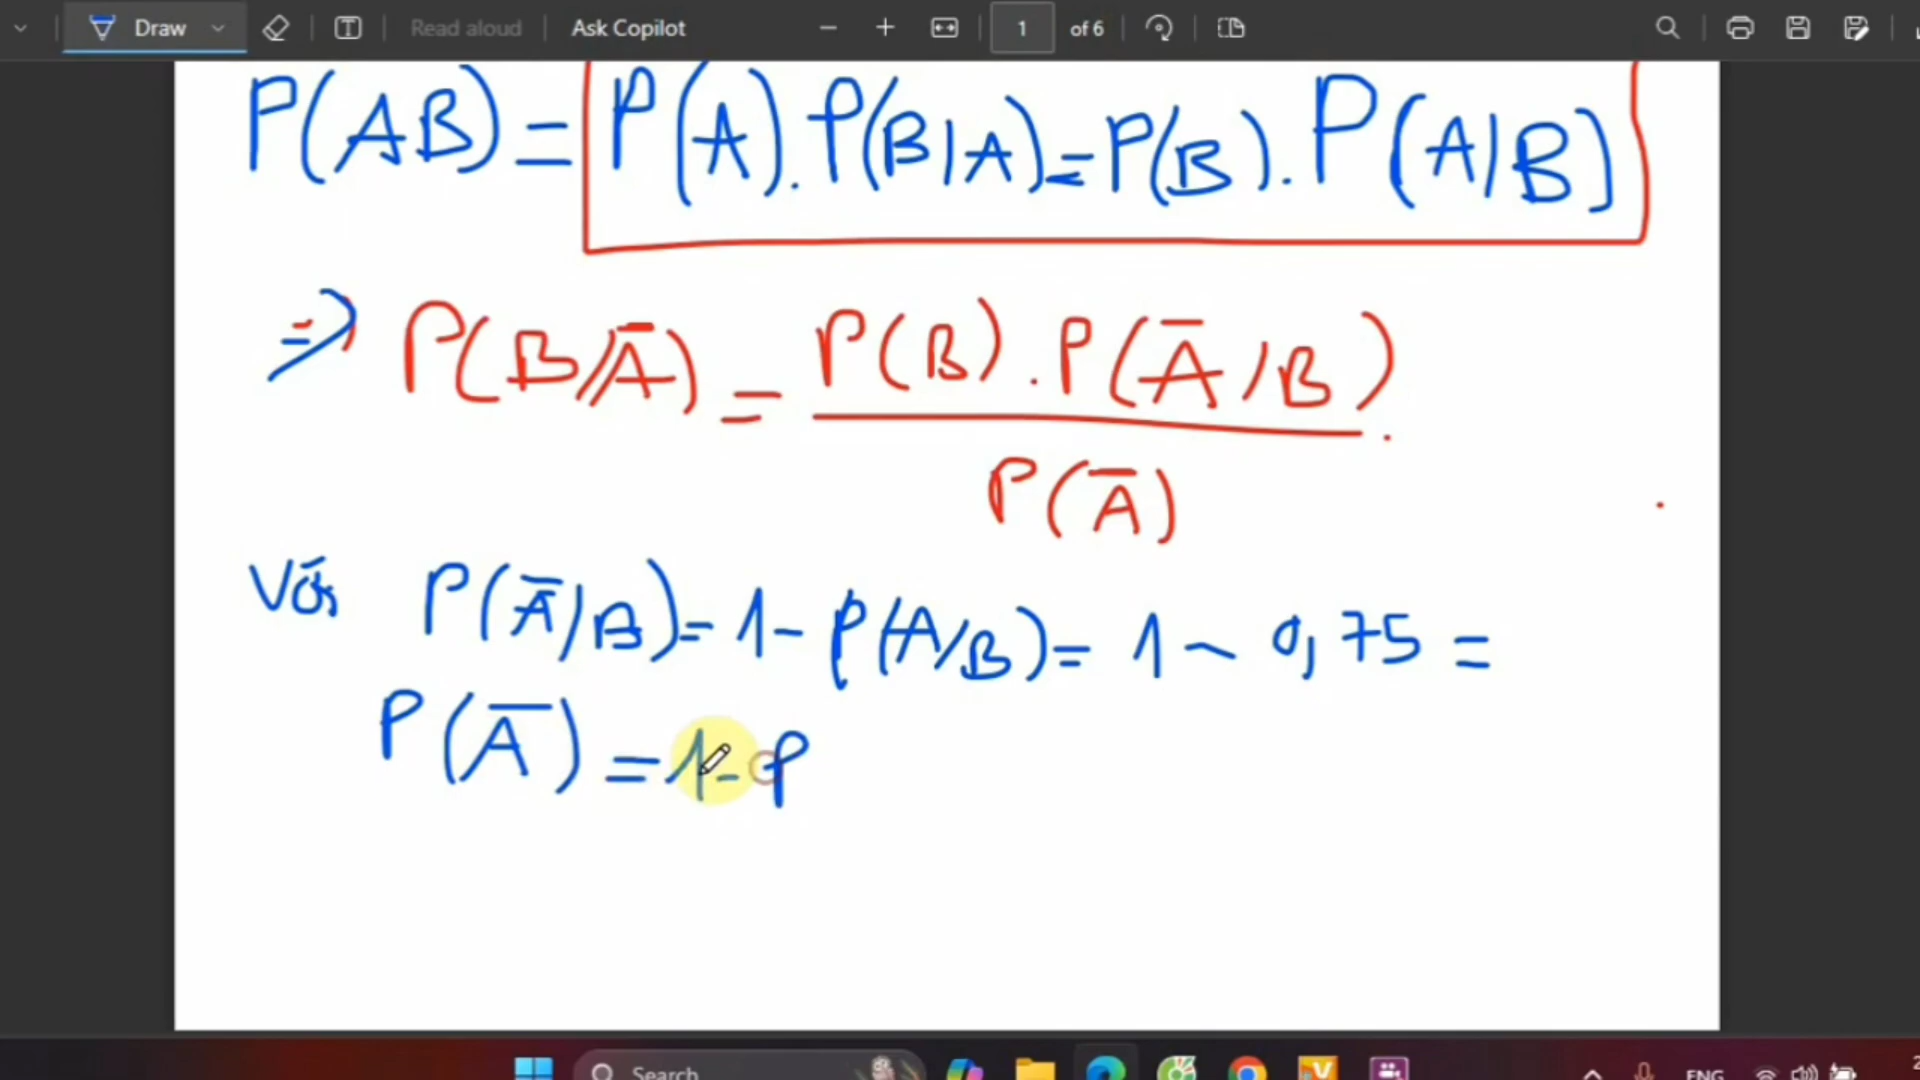 Draw Read aloud Ask Copilot 1 of 6
P(AB) = P(A).P(B|A) = P(B).P(A|B)
=> P(B/Ā) = P(B).P(Ā/B)
P(Ā)
Với P(Ā/B) = 1 - P(A/B) = 1 - 0,75 =
P(Ā) = 1 - P
Search ENG